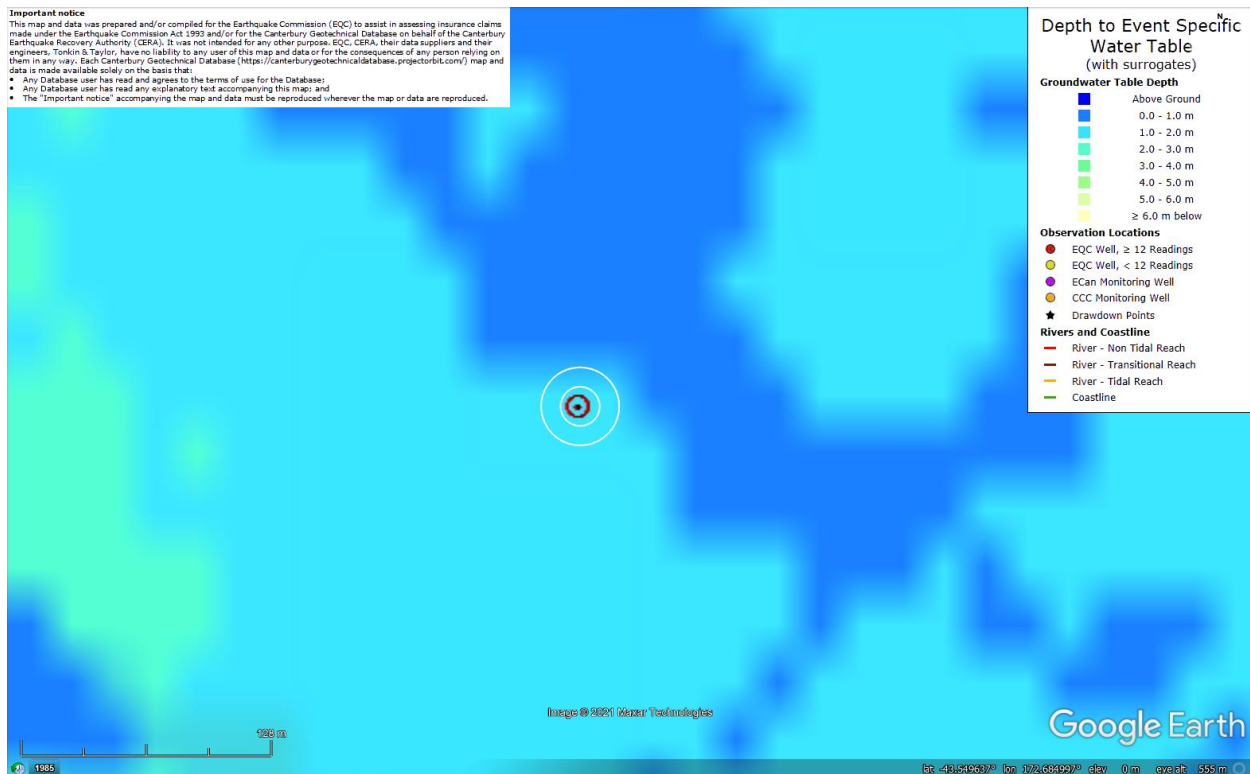 Important notice
This map and data was prepared and/or compiled for the Earthquake Commission (EQC) to assist in assessing insurance claims
made under the Earthquake Commission Act 1993 and/or for the Canterbury Geotechnical Database on behalf of the Canterbury
Earthquake Recovery Authority (CERA). It was not intended for any other purpose. EQC, CERA, their data suppliers and their
engineers, Tonkin & Taylor, have no liability to any user of this map and data or for the consequences of any person relying on
them in any way. Each Canterbury Geotechnical Database (https://canterburygeotechnicaldatabase.projectorbit.com/) map and
data is made available solely on the basis that:
• Any Database user has read and agrees to the terms of use for the Database;
• Any Database user has read any explanatory text accompanying this map; and
• The "Important notice" accompanying the map and data must be reproduced wherever the map or data are reproduced.
N
Depth to Event Specific
Water Table
(with surrogates)
Groundwater Table Depth
Above Ground
0.0 - 1.0 m
1.0 - 2.0 m
2.0 - 3.0 m
3.0 - 4.0 m
4.0 - 5.0 m
5.0 - 6.0 m
≥ 6.0 m below
Observation Locations
EQC Well, ≥ 12 Readings
EQC Well, < 12 Readings
ECan Monitoring Well
CCC Monitoring Well
Drawdown Points
Rivers and Coastline
River - Non Tidal Reach
River - Transitional Reach
River - Tidal Reach
Coastline
Image © 2021 Maxar Technologies
Google Earth
128 m
1985
lat -43.549637° lon 172.684997° elev 0 m eye alt 555 m